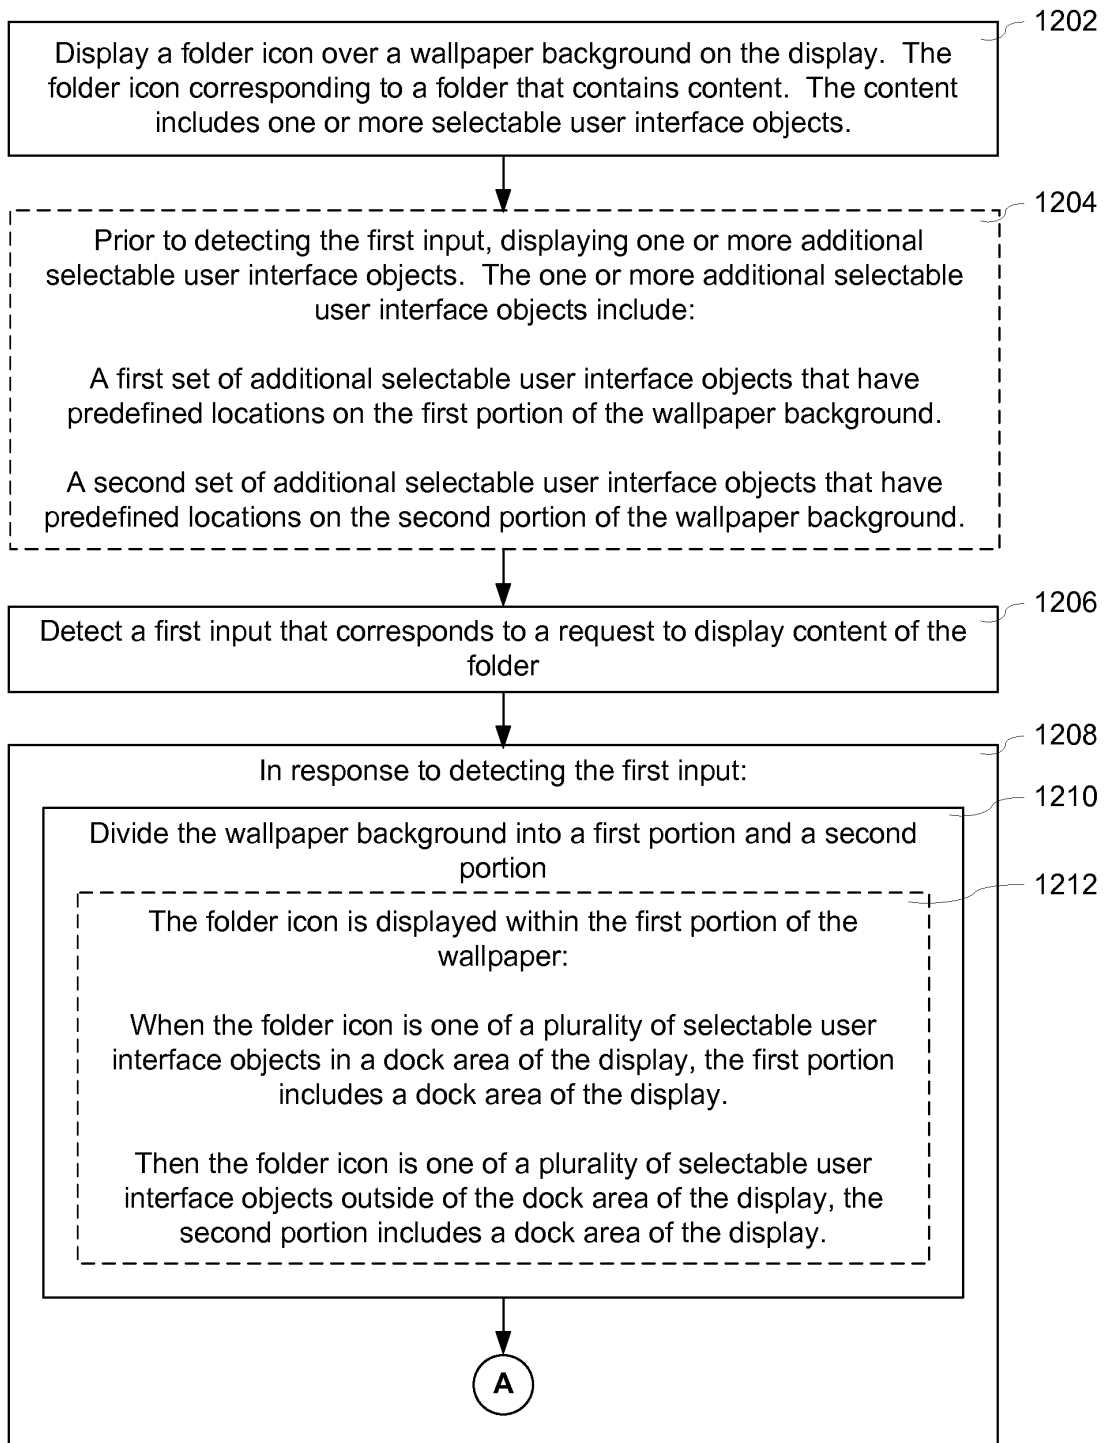 1202
Display a folder icon over a wallpaper background on the display. The
folder icon corresponding to a folder that contains content. The content
includes one or more selectable user interface objects.
1204
Prior to detecting the first input, displaying one or more additional
selectable user interface objects. The one or more additional selectable
user interface objects include:
A first set of additional selectable user interface objects that have
predefined locations on the first portion of the wallpaper background.
A second set of additional selectable user interface objects that have
predefined locations on the second portion of the wallpaper background.
1206
Detect a first input that corresponds to a request to display content of the
folder
1208
In response to detecting the first input:
1210
Divide the wallpaper background into a first portion and a second
portion
1212
The folder icon is displayed within the first portion of the
wallpaper:
When the folder icon is one of a plurality of selectable user
interface objects in a dock area of the display, the first portion
includes a dock area of the display.
Then the folder icon is one of a plurality of selectable user
interface objects outside of the dock area of the display, the
second portion includes a dock area of the display.
A